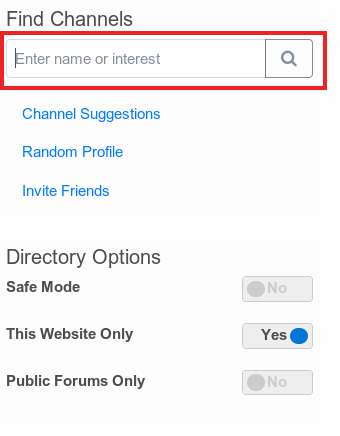 Find Channels
Enter name or interest
Channel Suggestions
Random Profile
Invite Friends
Directory Options
Safe Mode No
This Website Only Yes
Public Forums Only No